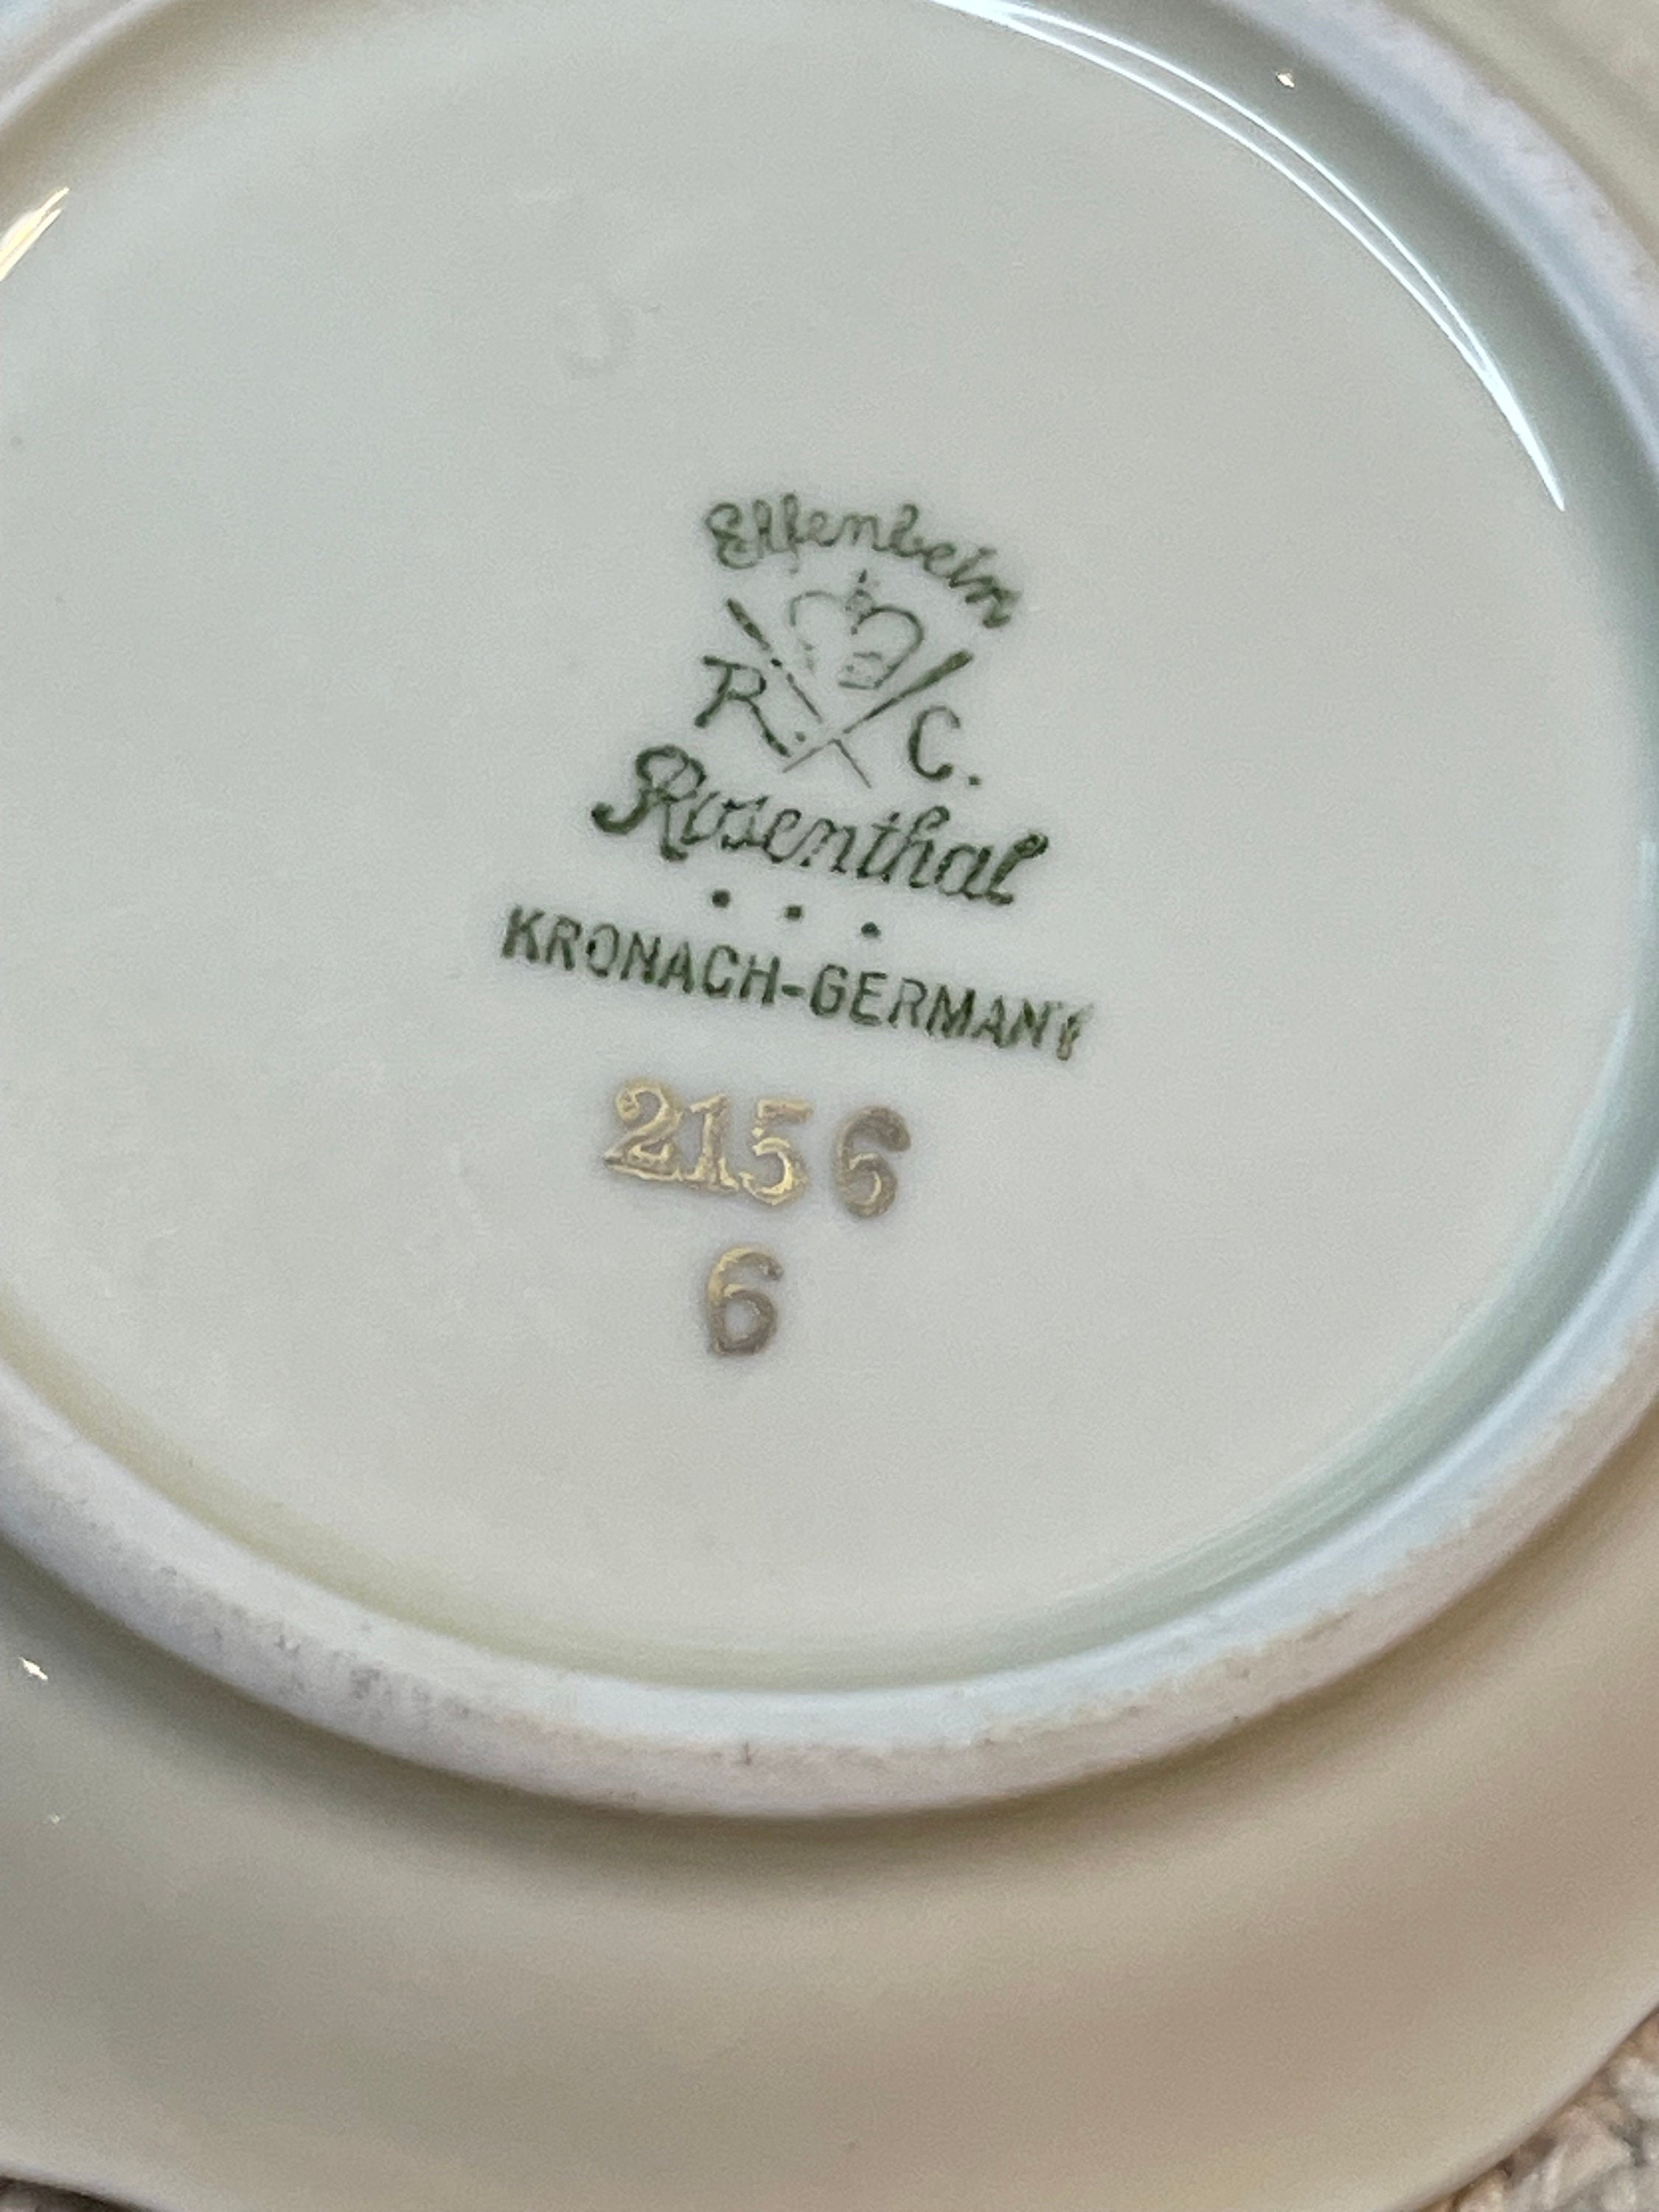 Elfenbein
R. C.
Rosenthal
KRONACH-GERMANY
2156
6